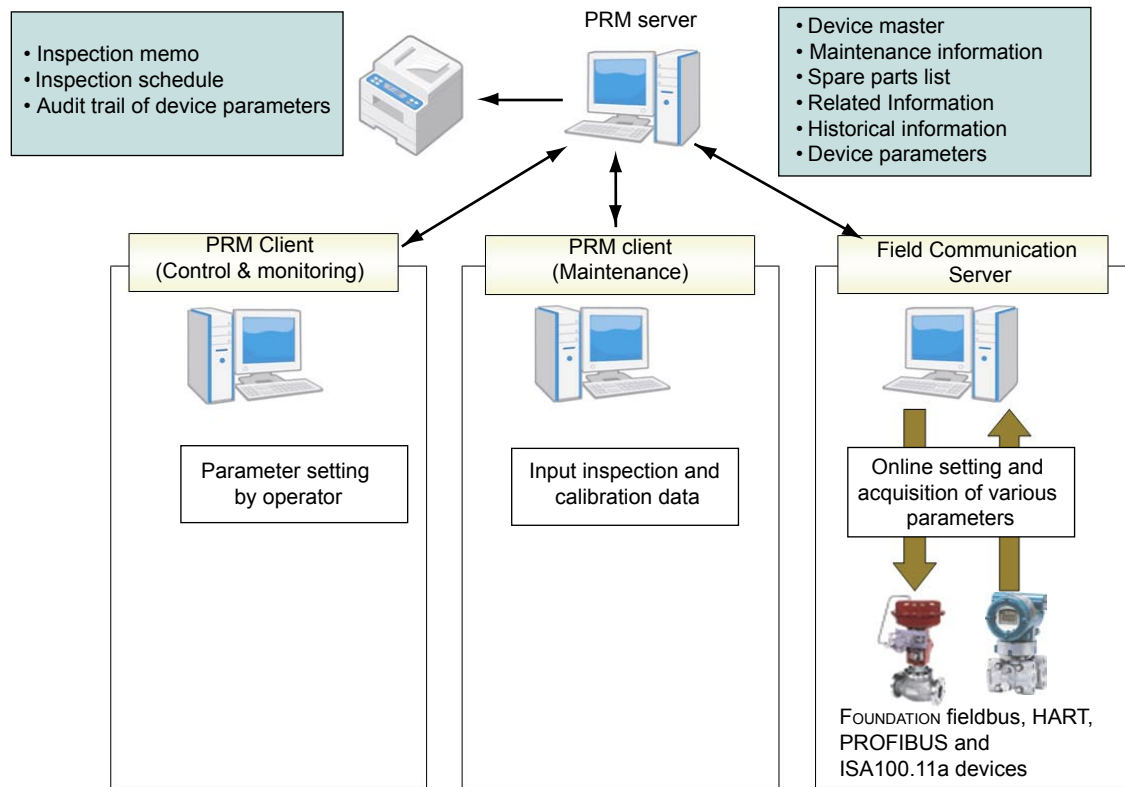 PRM server
• Inspection memo
• Inspection schedule
• Audit trail of device parameters
• Device master
• Maintenance information
• Spare parts list
• Related Information
• Historical information
• Device parameters
PRM Client
(Control & monitoring)
PRM client
(Maintenance)
Field Communication
Server
Parameter setting
by operator
Input inspection and
calibration data
Online setting and
acquisition of various
parameters
FOUNDATION fieldbus, HART,
PROFIBUS and
ISA100.11a devices